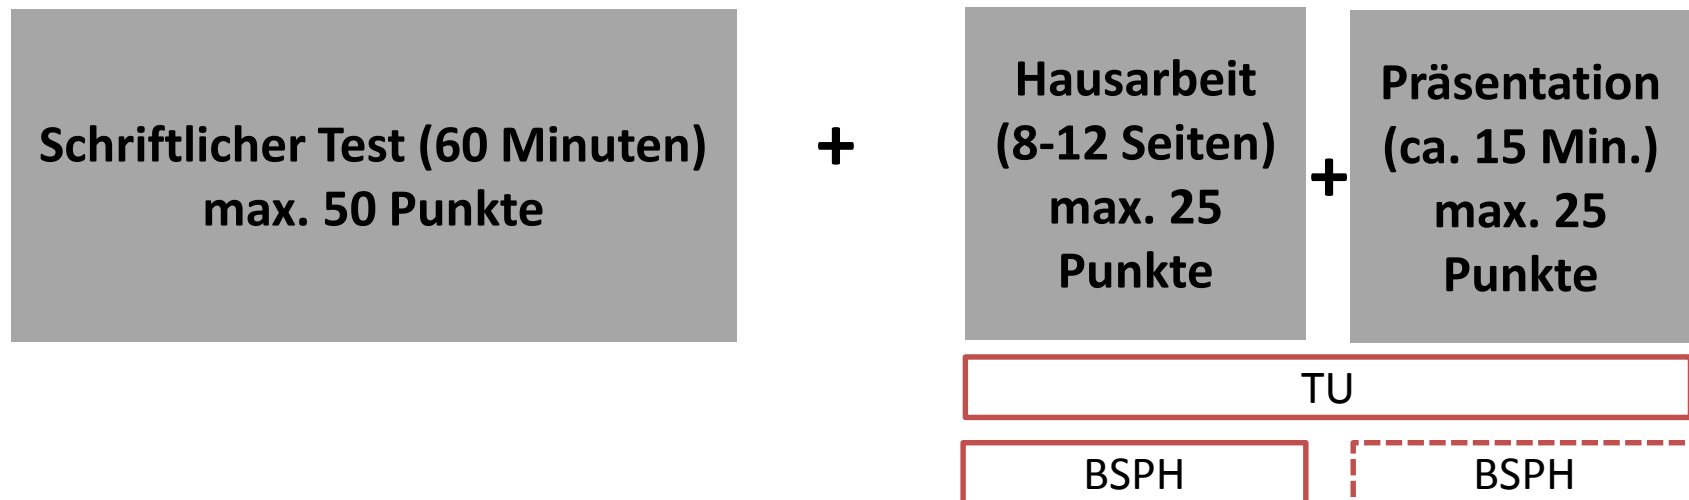 Schriftlicher Test (60 Minuten)
max. 50 Punkte
+
Hausarbeit
(8-12 Seiten)
max. 25
Punkte
+
Präsentation
(ca. 15 Min.)
max. 25
Punkte
TU
BSPH
BSPH